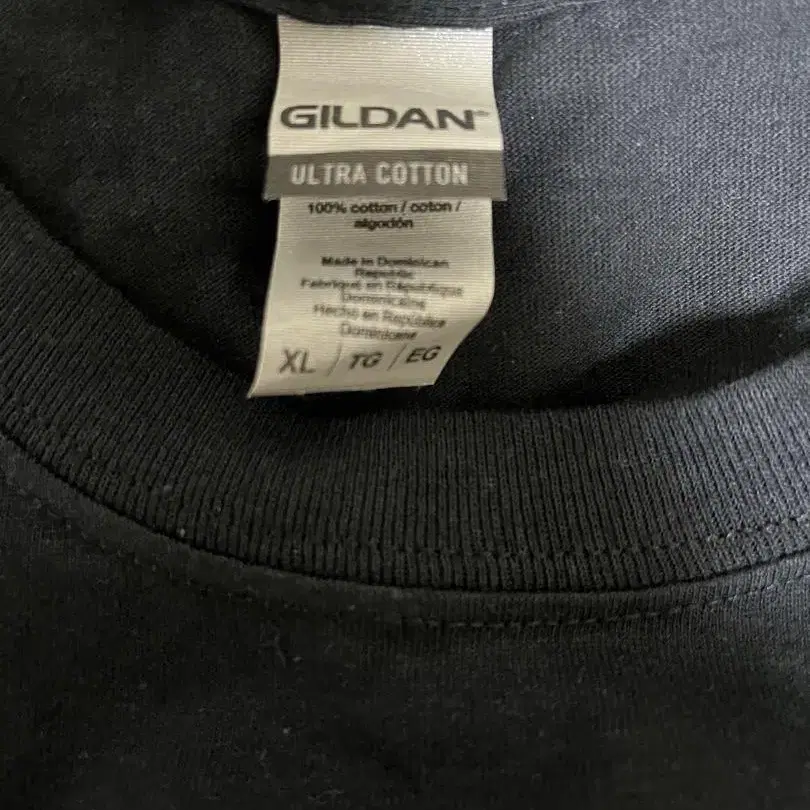 GILDAN®
ULTRA COTTON
100% cotton / coton /
algodón
Made in Dominican
Republic
Fabriqué en République
Dominicaine
Hecho en República
Dominicana
XL / TG / EG